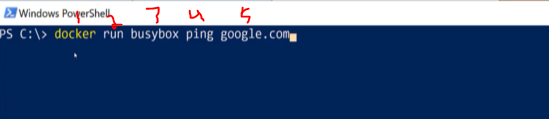 Windows PowerShell
1 2 3 4 5
PS C:\> docker run busybox ping google.com